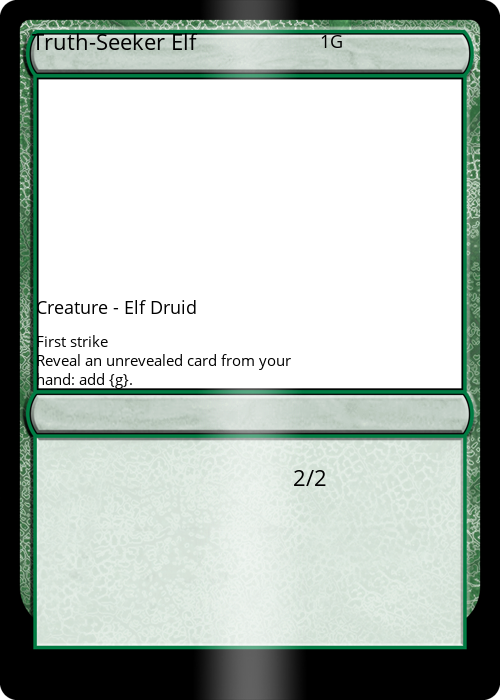 Truth-Seeker Elf 1G
Creature - Elf Druid
First strike
Reveal an unrevealed card from your
hand: add {g}.
2/2